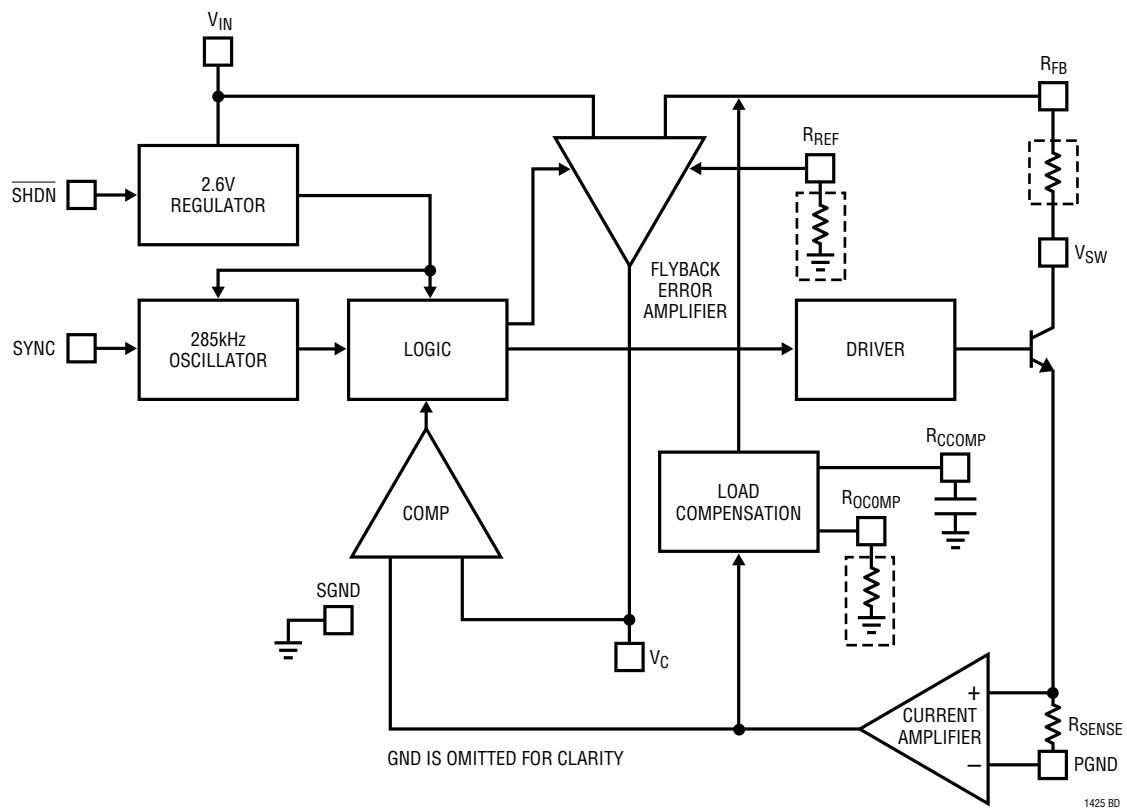 VIN
RFB
RREF
SHDN
2.6V
REGULATOR
VSW
FLYBACK
ERROR
AMPLIFIER
SYNC
285kHz
OSCILLATOR
LOGIC
DRIVER
RCCOMP
COMP
LOAD
COMPENSATION
ROC0MP
SGND
VC
+
CURRENT
AMPLIFIER
–
RSENSE
PGND
GND IS OMITTED FOR CLARITY
1425 BD